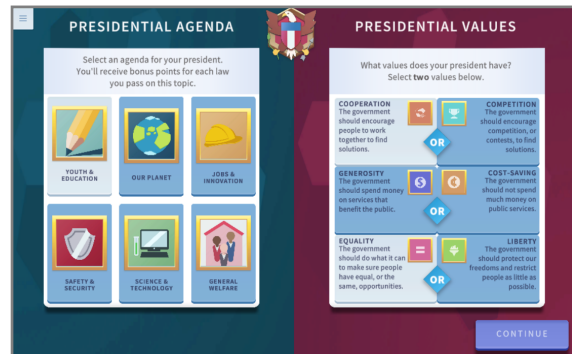 PRESIDENTIAL AGENDA
Select an agenda for your president.
You'll receive bonus points for each law
you pass on this topic.
YOUTH &
EDUCATION
OUR PLANET
JOBS &
INNOVATION
SAFETY &
SECURITY
SCIENCE &
TECHNOLOGY
GENERAL
WELFARE
PRESIDENTIAL VALUES
What values does your president have?
Select two values below.
COOPERATION
The government
should encourage
people to work
together to find
solutions.
OR
COMPETITION
The government
should encourage
competition, or
contests, to find
solutions.
GENEROSITY
The government
should spend money
on services that
benefit the public.
OR
COST-SAVING
The government
should not spend
much money on
public services.
EQUALITY
The government
should do what it can
to make sure people
have equal, or the
same, opportunities.
OR
LIBERTY
The government
should protect our
freedoms and restrict
people as little as
possible.
CONTINUE